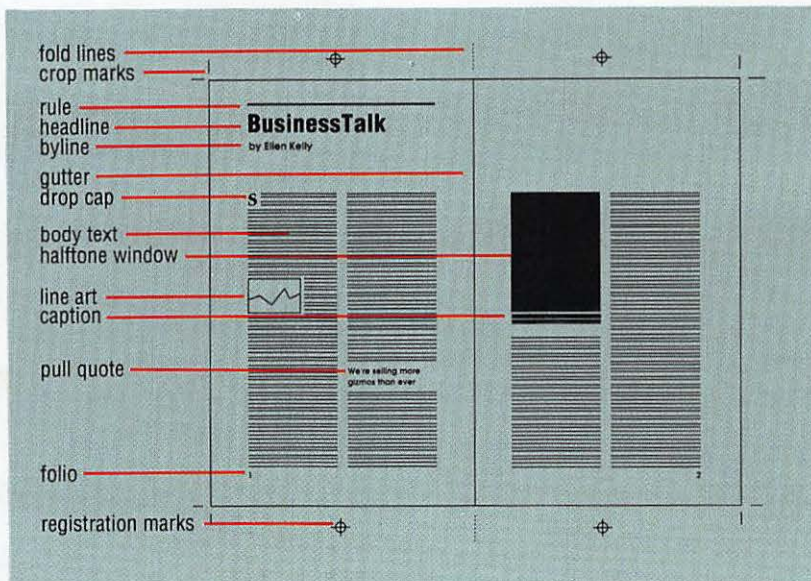 fold lines
crop marks
rule
headline
byline
gutter
drop cap
body text
halftone window
line art
caption
pull quote
folio
registration marks
BusinessTalk
by Ellen Kelly
S
We're selling more
gizmos than ever
1
2